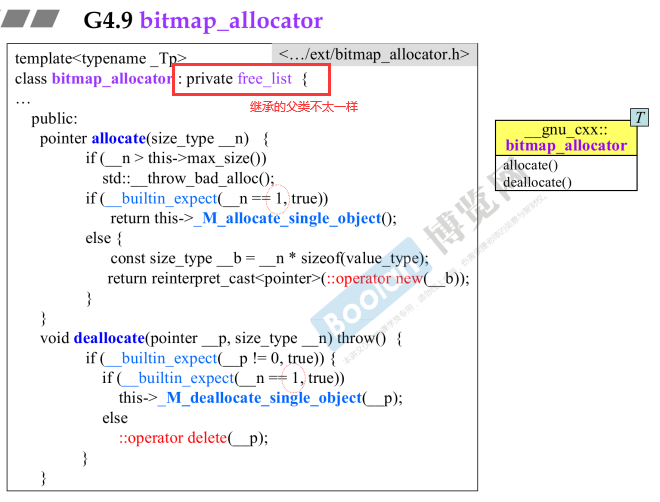 G4.9 bitmap_allocator
<…/ext/bitmap_allocator.h>
template<typename _Tp>
class bitmap_allocator : private free_list {
继承的父类不太一样
…
public:
pointer allocate(size_type __n) {
if (__n > this->max_size())
std::__throw_bad_alloc();
if (__builtin_expect(__n == 1, true))
return this->_M_allocate_single_object();
else {
const size_type __b = __n * sizeof(value_type);
return reinterpret_cast<pointer>(::operator new(__b));
}
}
void deallocate(pointer __p, size_type __n) throw() {
if (__builtin_expect(__p != 0, true)) {
if (__builtin_expect(__n == 1, true))
this->_M_deallocate_single_object(__p);
else
::operator delete(__p);
}
}
T
__gnu_cxx::
bitmap_allocator
allocate()
deallocate()
Boolan 博览网